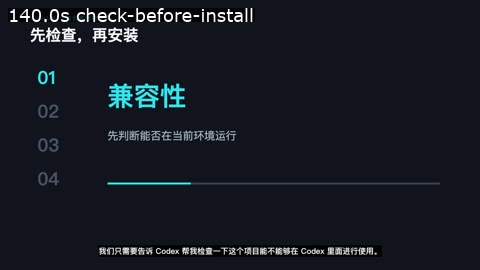 140.0s check-before-install
先检查，再安装
01
兼容性
02
先判断能否在当前环境运行
03
04
我们只需要告诉 Codex 帮我检查一下这个项目能不能够在 Codex 里面进行使用。